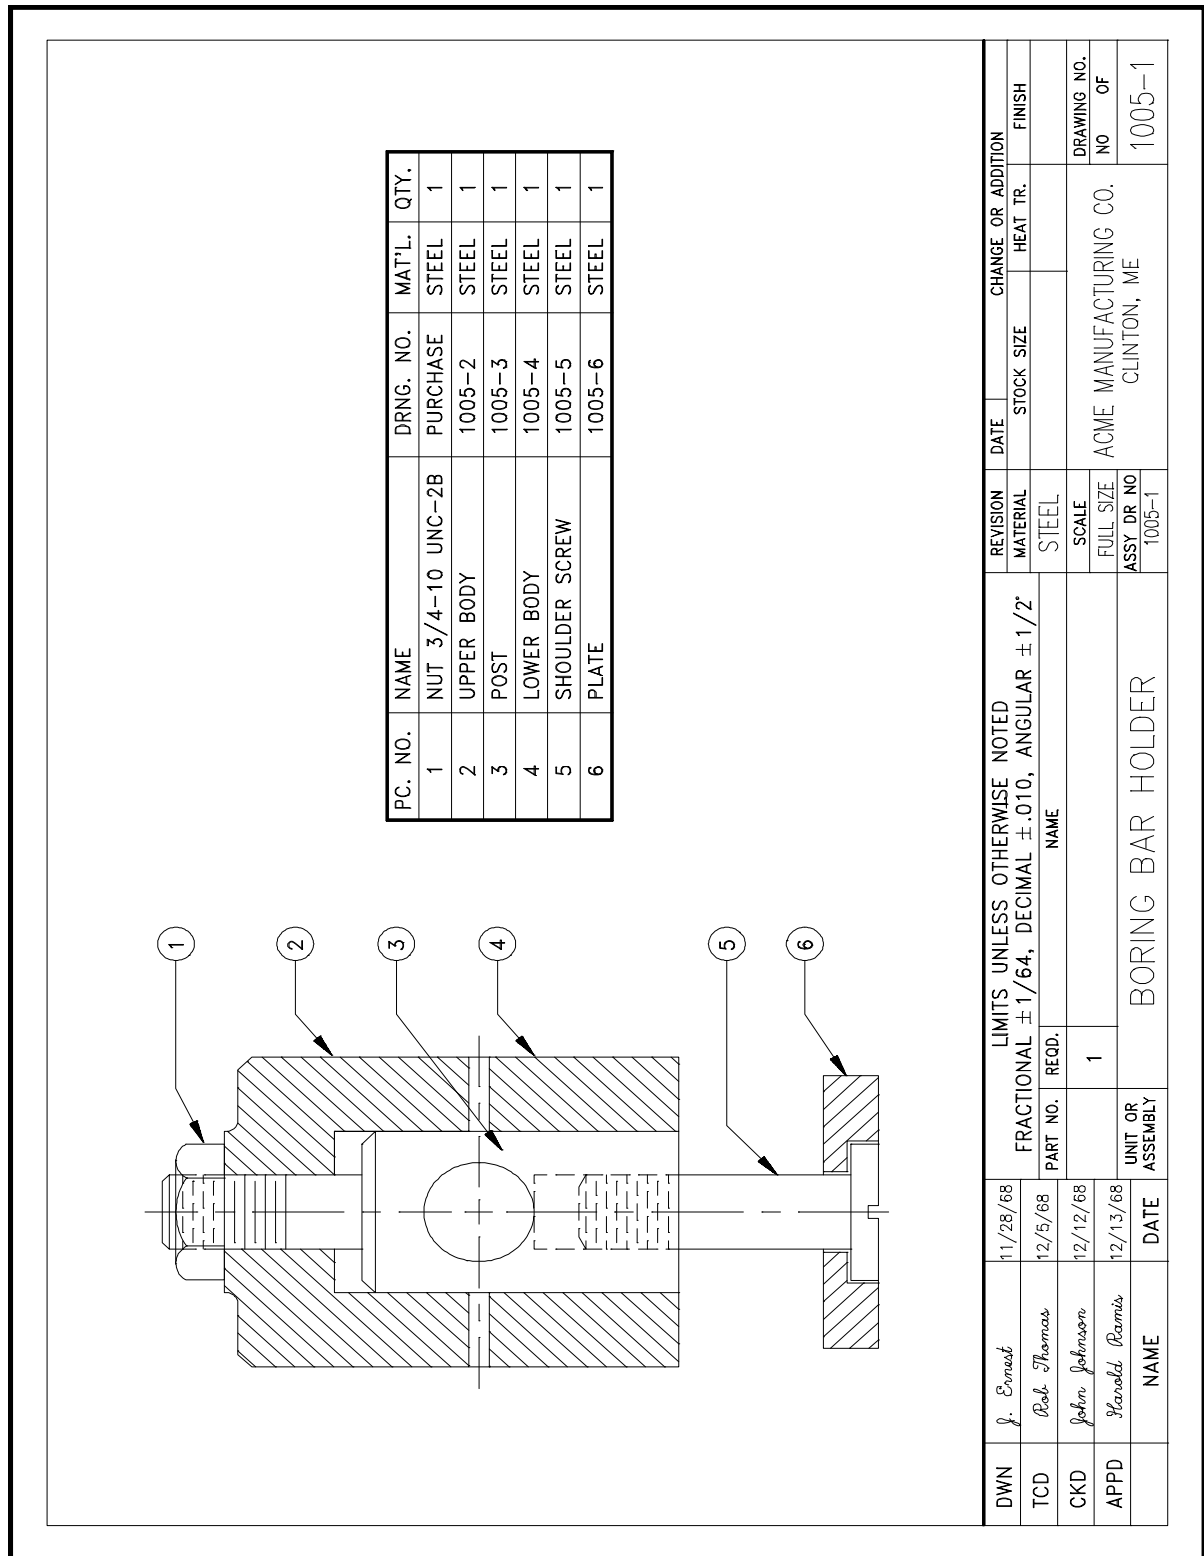 1
2
3
4
5
6
PC. NO. NAME DRNG. NO. MAT'L. QTY.
1 NUT 3/4-10 UNC-2B PURCHASE STEEL 1
2 UPPER BODY 1005-2 STEEL 1
3 POST 1005-3 STEEL 1
4 LOWER BODY 1005-4 STEEL 1
5 SHOULDER SCREW 1005-5 STEEL 1
6 PLATE 1005-6 STEEL 1
DWN J. Ernest 11/28/68
TCD Rob Thomas 12/5/68
CKD John Johnson 12/12/68
APPD Harold Ramis 12/13/68
NAME DATE
LIMITS UNLESS OTHERWISE NOTED
FRACTIONAL ±1/64, DECIMAL ±.010, ANGULAR ±1/2°
PART NO. REQD. NAME
1
UNIT OR
ASSEMBLY
BORING BAR HOLDER
REVISION DATE CHANGE OR ADDITION
MATERIAL STOCK SIZE HEAT TR. FINISH
STEEL
SCALE
FULL SIZE
ASSY DR NO
1005-1
ACME MANUFACTURING CO.
CLINTON, ME
DRAWING NO.
NO OF
1005-1